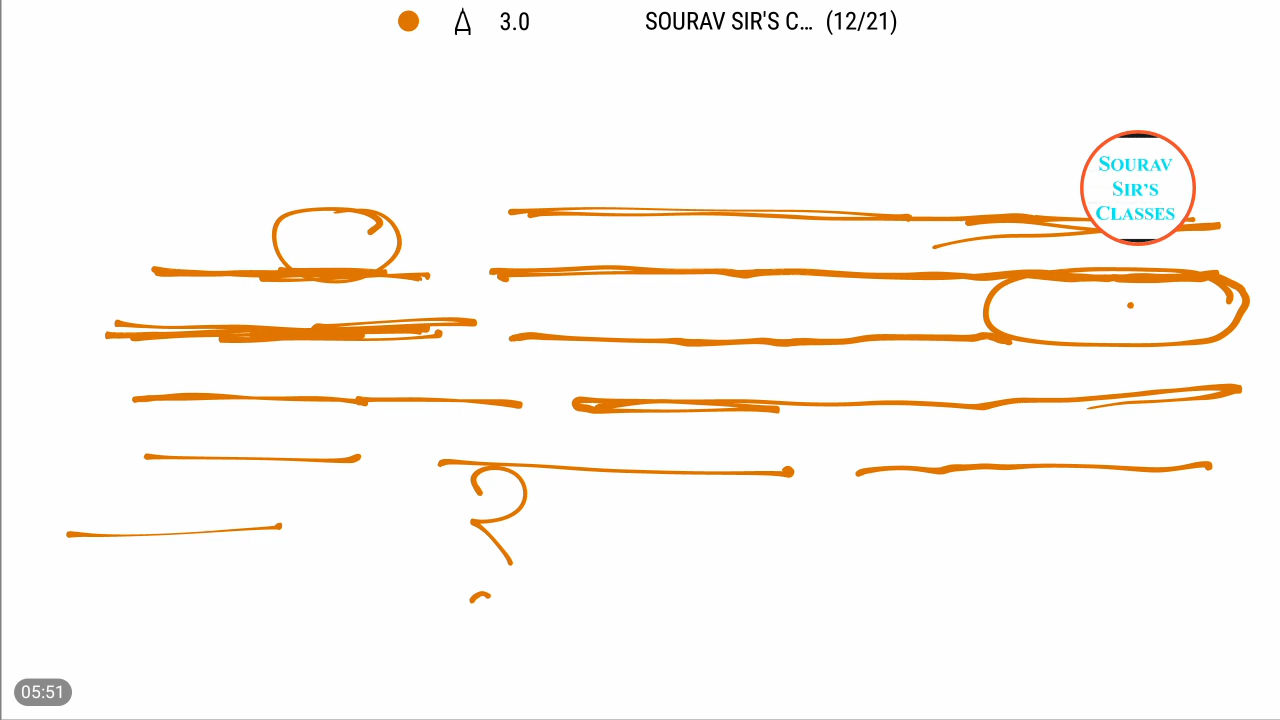 3.0 SOURAV SIR'S C... (12/21)
SOURAV
SIR'S
CLASSES
?
05:51